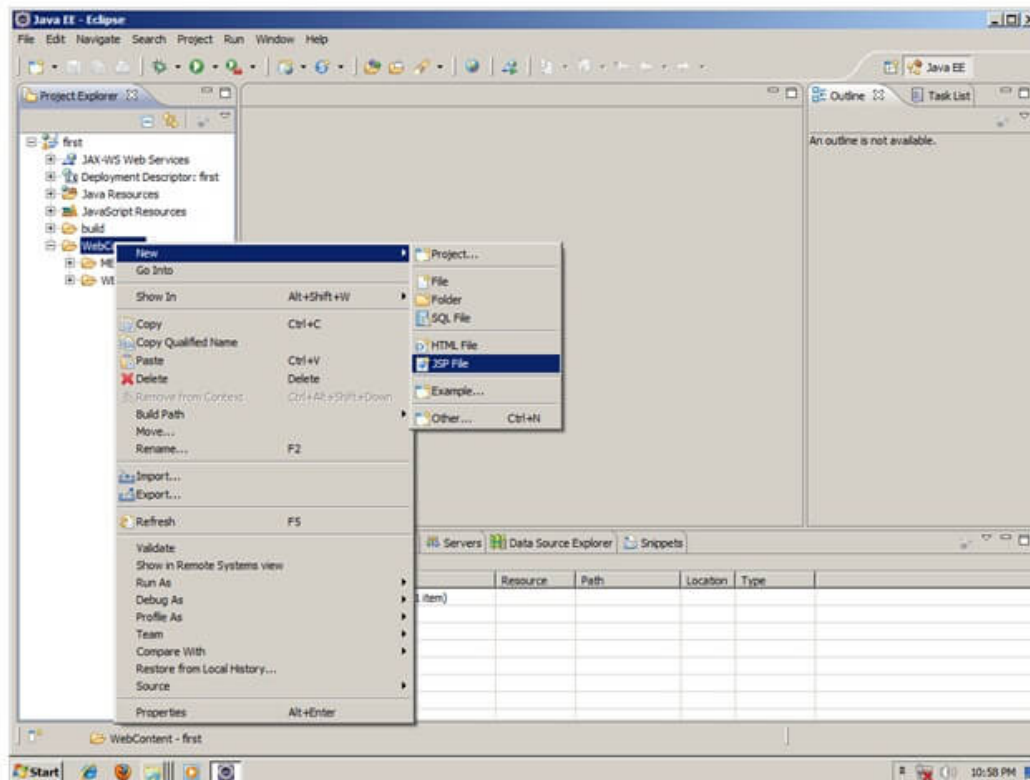 Java EE - Eclipse
File Edit Navigate Search Project Run Window Help
Java EE
Project Explorer
Outline
Task List
An outline is not available.
first
JAX-WS Web Services
Deployment Descriptor: first
Java Resources
JavaScript Resources
build
WebC
ME
WE
New
Go Into
Show In Alt+Shift+W
Copy Ctrl+C
Copy Qualified Name
Paste Ctrl+V
Delete Delete
Remove from Context Ctrl+Alt+Shift+Down
Build Path
Move...
Rename... F2
Import...
Export...
Refresh F5
Validate
Show in Remote Systems view
Run As
Debug As
Profile As
Team
Compare With
Restore from Local History...
Source
Properties Alt+Enter
Project...
File
Folder
SQL File
HTML File
JSP File
Example...
Other... Ctrl+N
Servers Data Source Explorer Snippets
Resource Path Location Type
1 item)
WebContent - first
Start
10:58 PM